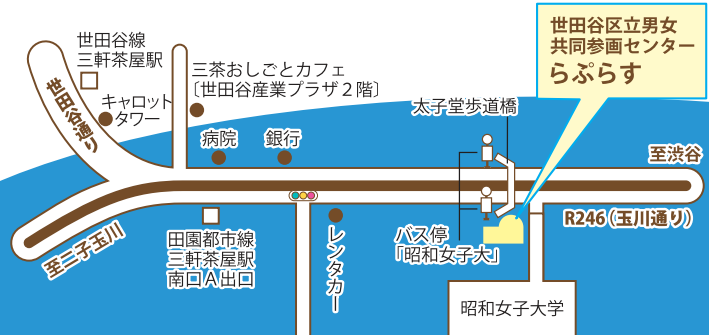 世田谷区立男女
共同参画センター
らぷらす
世田谷線
三軒茶屋駅
三茶おしごとカフェ
〔世田谷産業プラザ２階〕
世田谷通り
キャロット
タワー
太子堂歩道橋
病院
銀行
至渋谷
R246（玉川通り）
至二子玉川
田園都市線
三軒茶屋駅
南口Ａ出口
レンタカー
バス停
「昭和女子大」
昭和女子大学